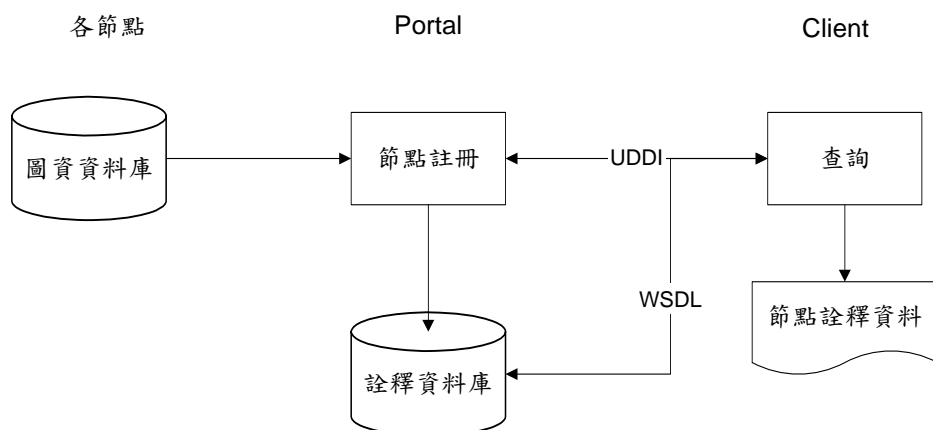 各節點
Portal
Client
圖資資料庫
節點註冊
UDDI
查詢
WSDL
節點詮釋資料
詮釋資料庫